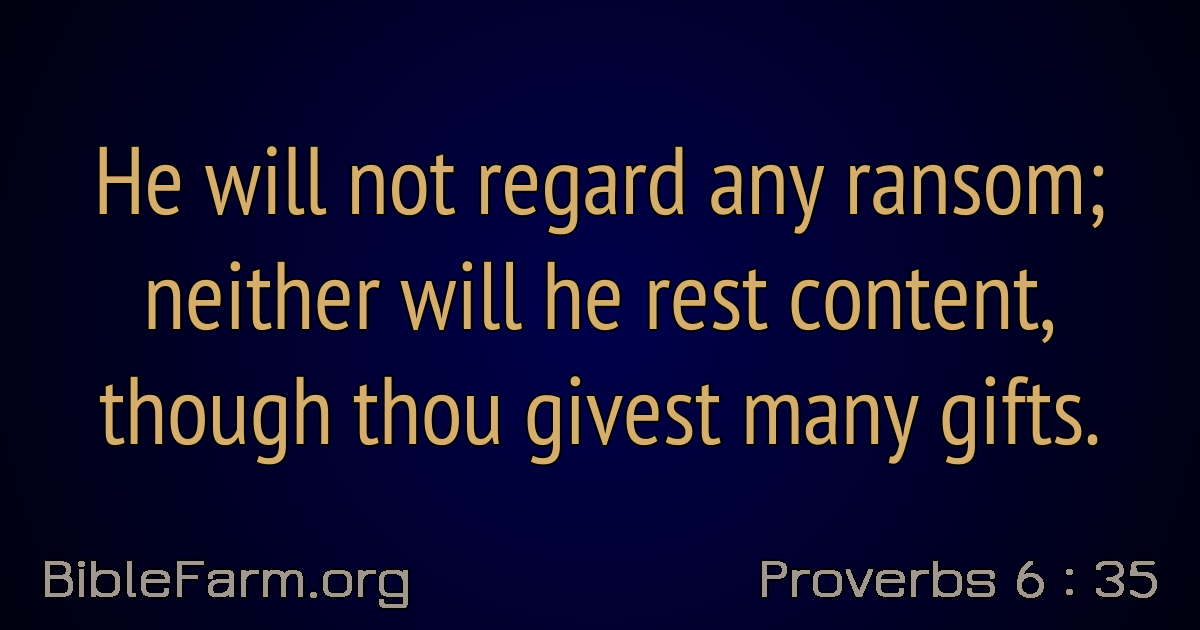 He will not regard any ransom;
neither will he rest content,
though thou givest many gifts.
BibleFarm.org
Proverbs 6 : 35